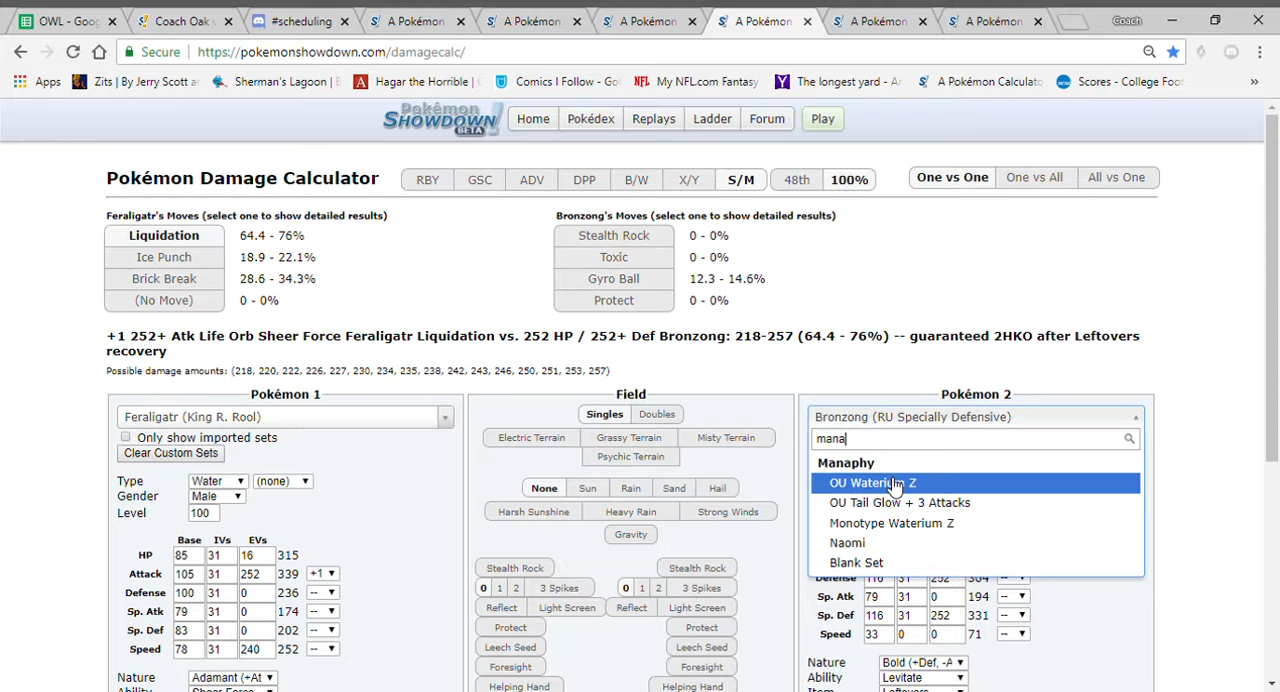 OWL - Goog
Coach Oak
#scheduling
A Pokémon
A Pokémon
A Pokémon
A Pokémon
A Pokémon
A Pokémon
Coach
Secure
https://pokemonshowdown.com/damagecalc/
Apps
Zits | By Jerry Scott a
Sherman's Lagoon |
Hagar the Horrible |
Comics I Follow - Go
My NFL.com Fantasy
The longest yard - A
A Pokémon Calculato
Scores - College Foot
»
Pokémon
SHOWDOWN!
BETA
Home
Pokédex
Replays
Ladder
Forum
Play
Pokémon Damage Calculator
RBY GSC ADV DPP B/W X/Y S/M
48th 100%
One vs One One vs All All vs One
Feraligatr's Moves (select one to show detailed results)
Liquidation 64.4 - 76%
Ice Punch 18.9 - 22.1%
Brick Break 28.6 - 34.3%
(No Move) 0 - 0%
Bronzong's Moves (select one to show detailed results)
Stealth Rock 0 - 0%
Toxic 0 - 0%
Gyro Ball 12.3 - 14.6%
Protect 0 - 0%
+1 252+ Atk Life Orb Sheer Force Feraligatr Liquidation vs. 252 HP / 252+ Def Bronzong: 218-257 (64.4 - 76%) -- guaranteed 2HKO after Leftovers
recovery
Possible damage amounts: (218, 220, 222, 226, 227, 230, 234, 235, 238, 242, 243, 246, 250, 251, 253, 257)
Pokémon 1
Feraligatr (King R. Rool)
Only show imported sets
Clear Custom Sets
Type Water (none)
Gender Male
Level 100
Base IVs EVs
HP 85 31 16 315
Attack 105 31 252 339 +1
Defense 100 31 0 236 --
Sp. Atk 79 31 0 174 --
Sp. Def 83 31 0 202 --
Speed 78 31 240 252 --
Nature Adamant (+At
Field
Singles Doubles
Electric Terrain Grassy Terrain Misty Terrain
Psychic Terrain
None Sun Rain Sand Hail
Harsh Sunshine Heavy Rain Strong Winds
Gravity
Stealth Rock Stealth Rock
0 1 2 3 Spikes 0 1 2 3 Spikes
Reflect Light Screen Reflect Light Screen
Protect Protect
Leech Seed Leech Seed
Foresight Foresight
Helping Hand Helping Hand
Pokémon 2
Bronzong (RU Specially Defensive)
mana
Manaphy
OU Waterium Z
OU Tail Glow + 3 Attacks
Monotype Waterium Z
Naomi
Blank Set
Sp. Atk 79 31 0 194 --
Sp. Def 116 31 252 331 --
Speed 33 0 0 71 --
Nature Bold (+Def, -A
Ability Levitate